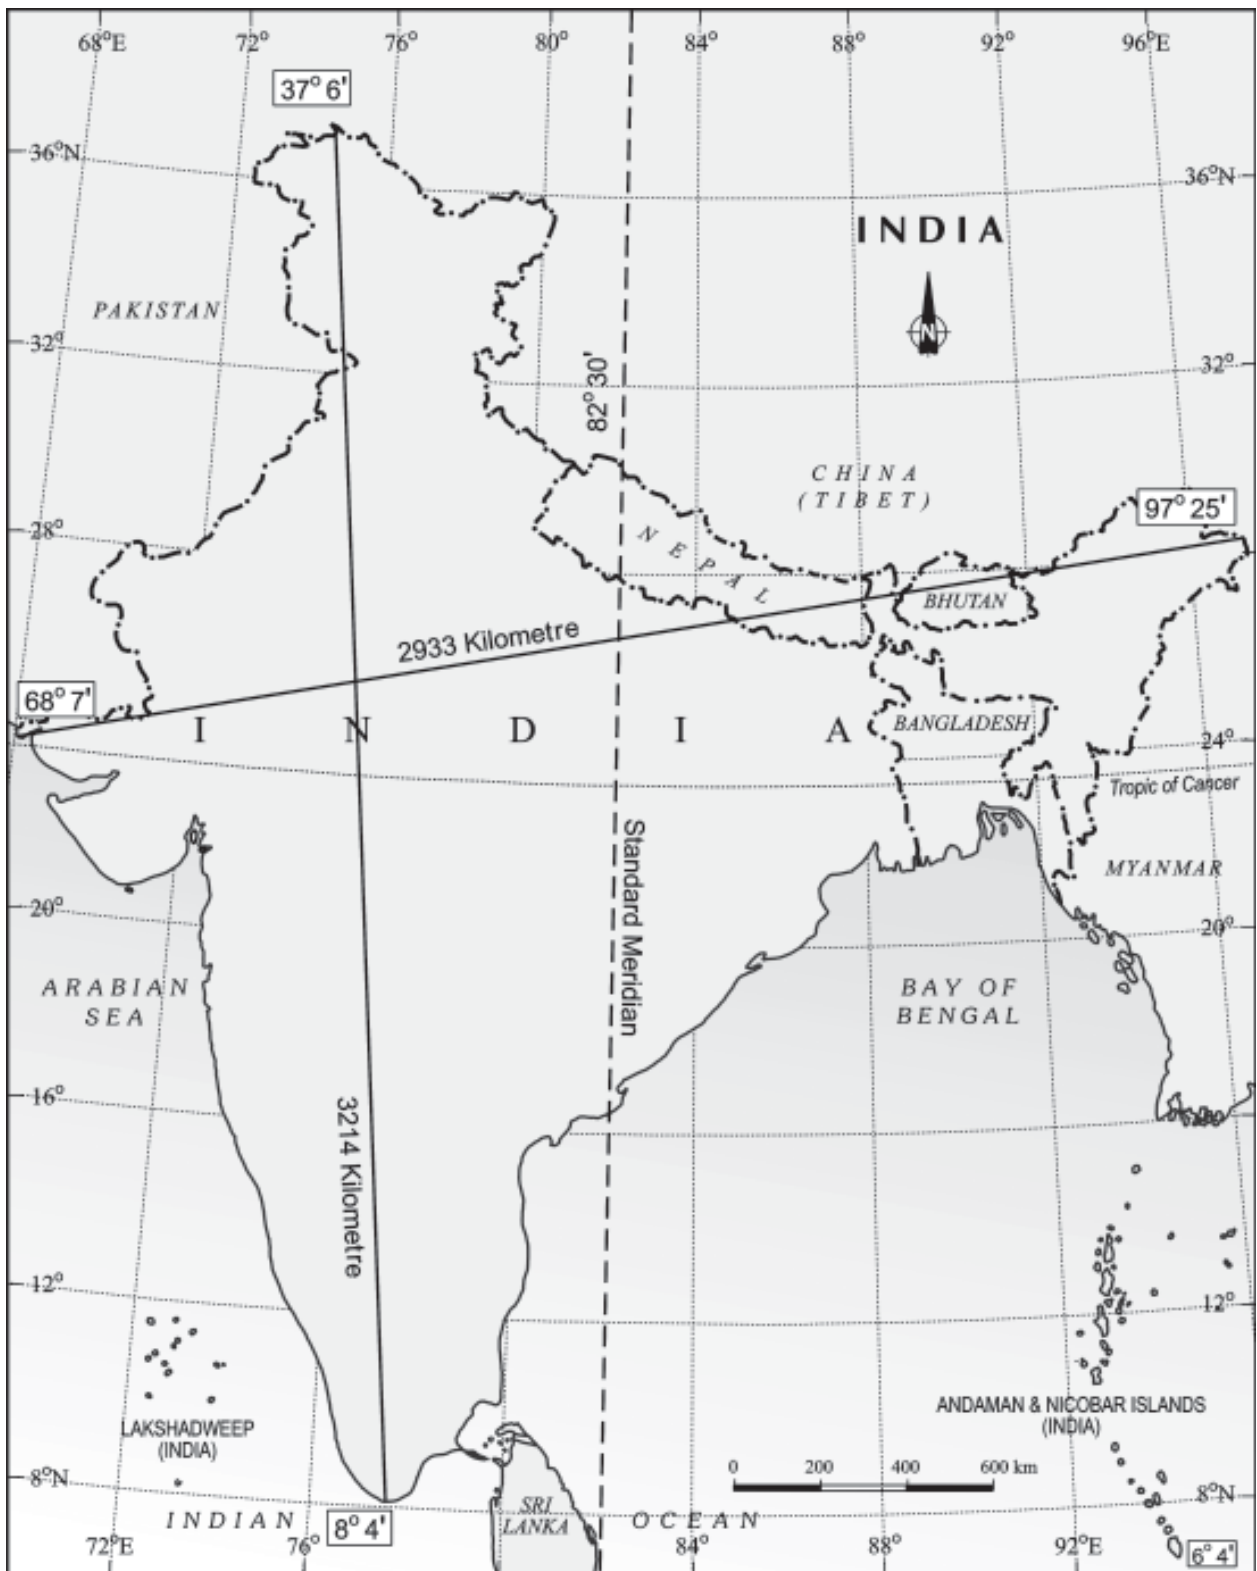 68°E 72° 76° 80° 84° 88° 92° 96°E
37° 6'
36°N
36°N
INDIA
N
PAKISTAN
32°
32°
82° 30'
CHINA
(TIBET)
97° 25'
28°
NEPAL
BHUTAN
2933 Kilometre
68° 7'
I N D I A
BANGLADESH
24°
Tropic of Cancer
Standard Meridian
MYANMAR
20°
20°
ARABIAN
SEA
BAY OF
BENGAL
16°
3214 Kilometre
12°
12°
LAKSHADWEEP
(INDIA)
ANDAMAN & NICOBAR ISLANDS
(INDIA)
0 200 400 600 km
8°N
8°N
SRI
LANKA
INDIAN OCEAN
8° 4'
72°E 76° 84° 88° 92°E
6° 4'